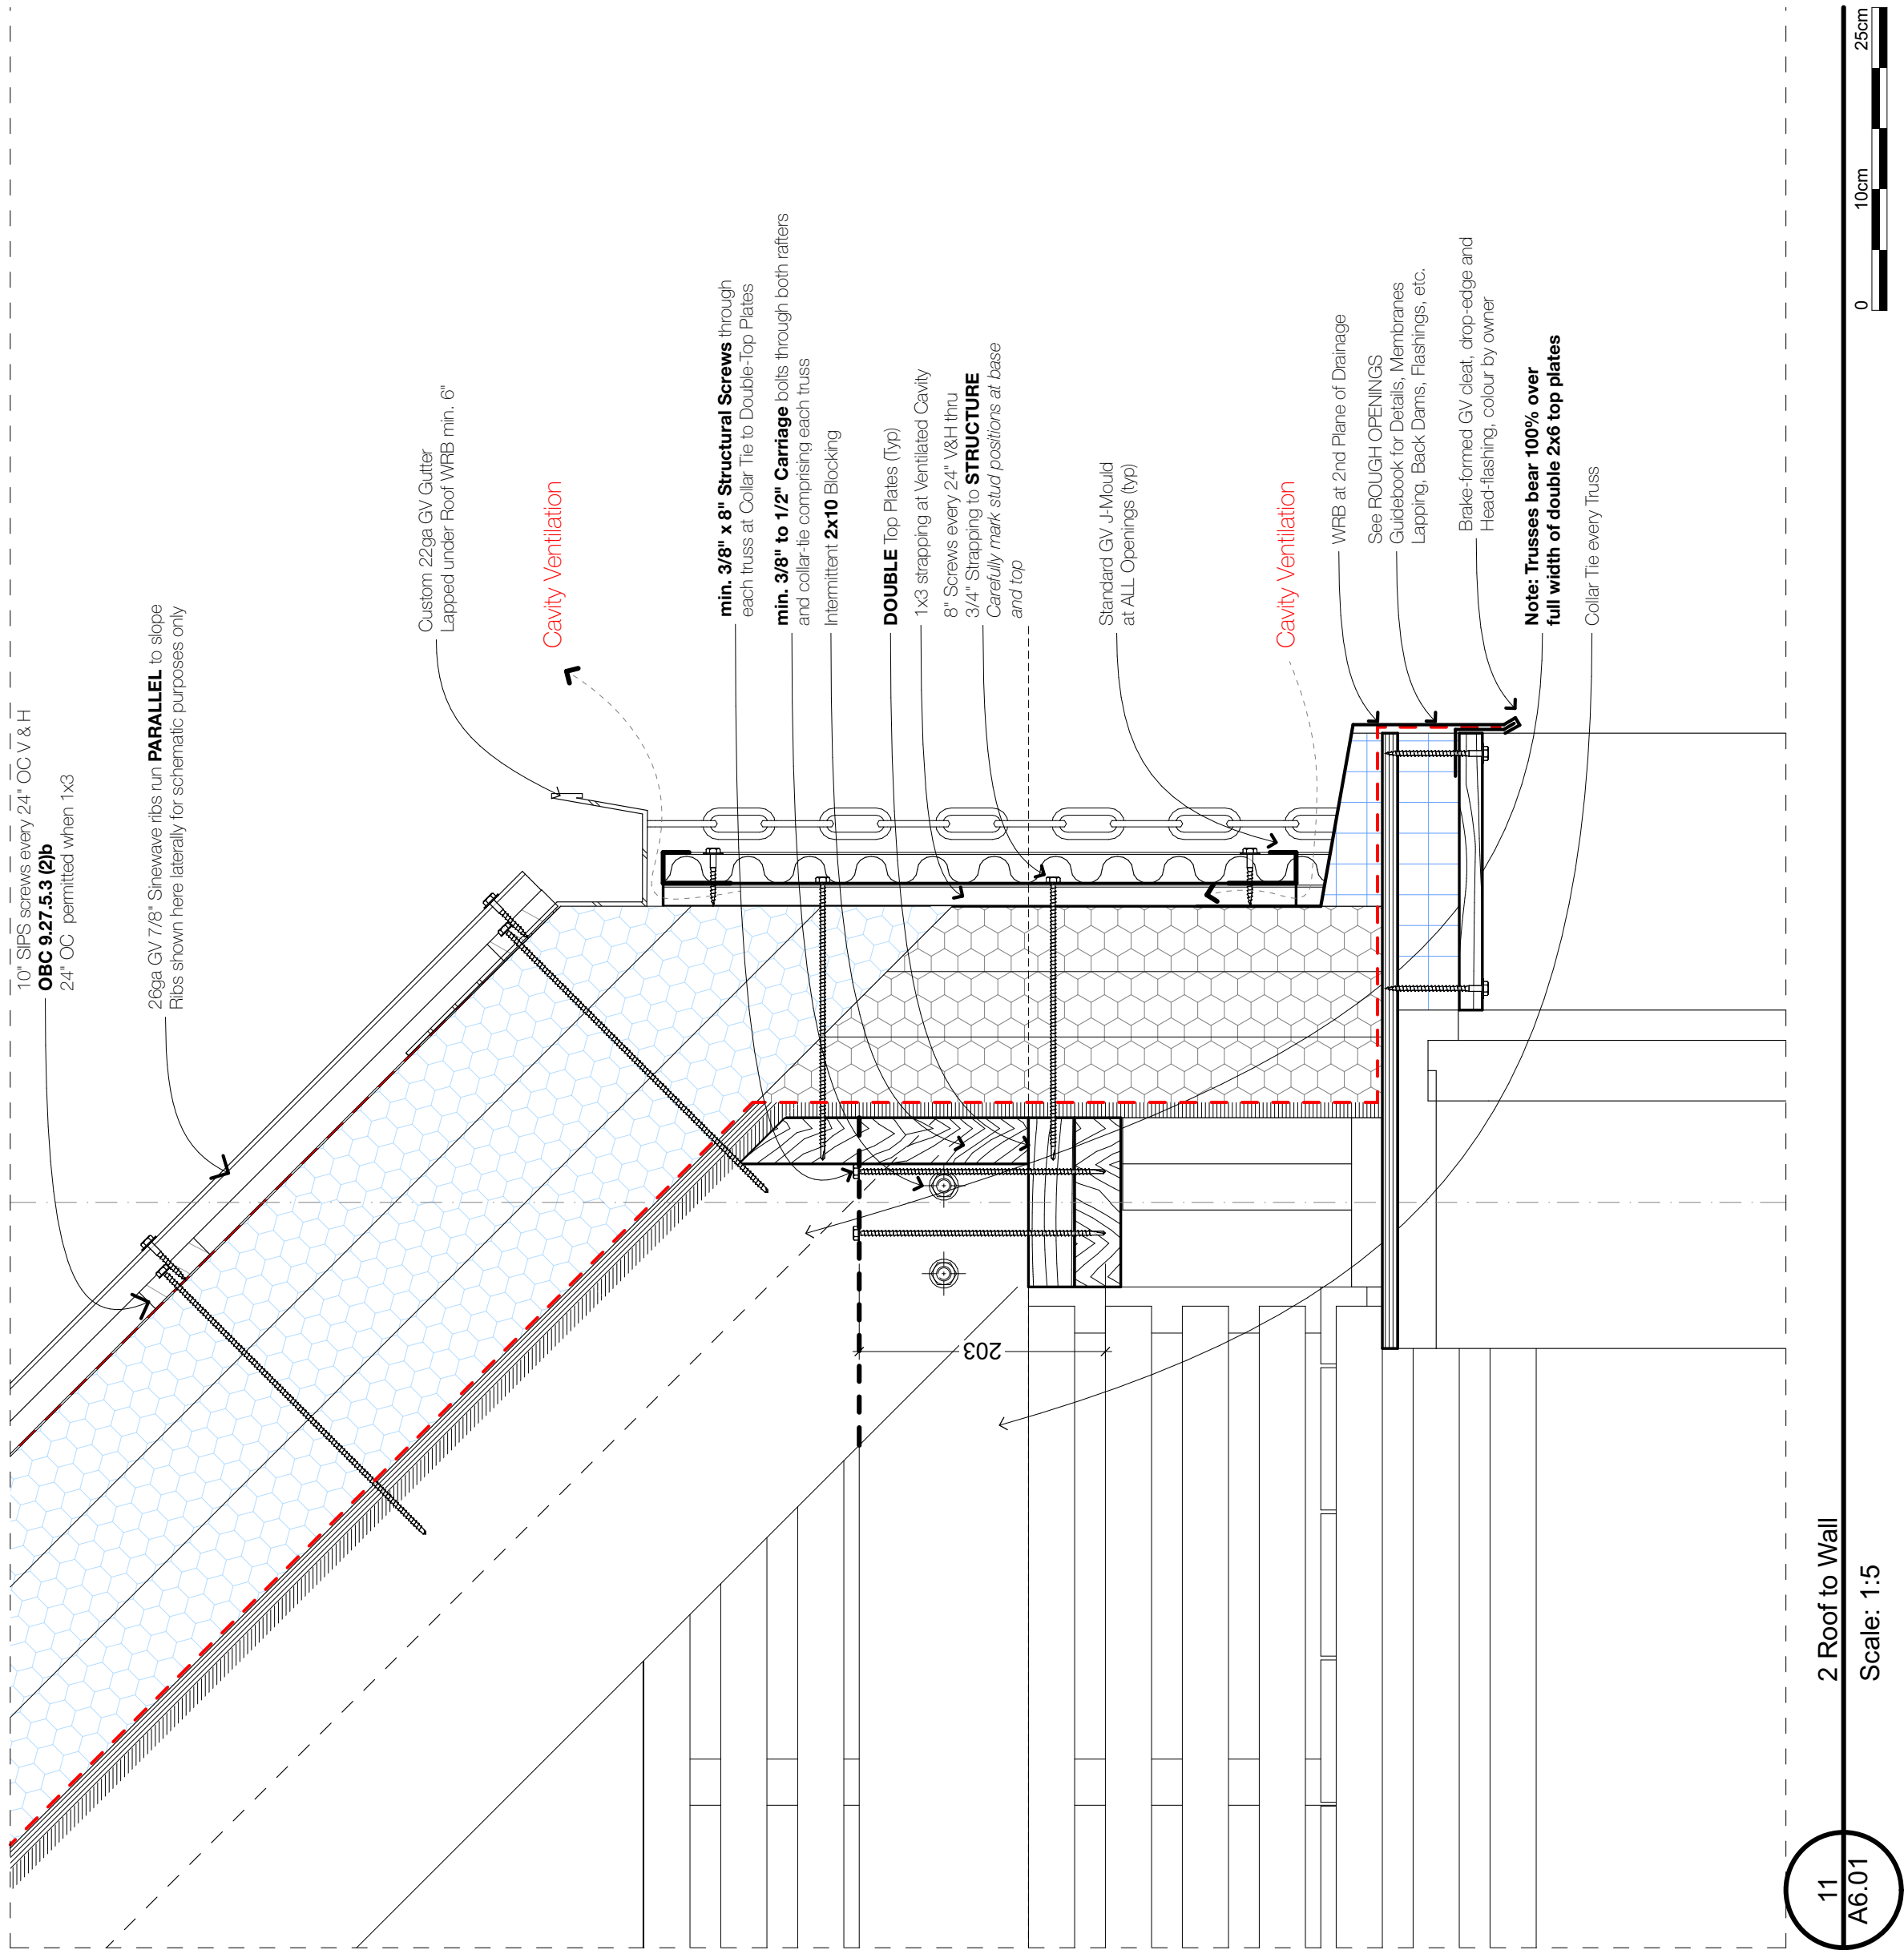 10" SIPS screws every 24" OC V & H
OBC 9.27.5.3 (2)b
24" OC permitted when 1x3
26ga GV 7/8" Sinewave ribs run PARALLEL to slope
Ribs shown here laterally for schematic purposes only
Custom 22ga GV Gutter
Lapped under Roof WRB min. 6"
Cavity Ventilation
min. 3/8" x 8" Structural Screws through
each truss at Collar Tie to Double-Top Plates
min. 3/8" to 1/2" Carriage bolts through both rafters
and collar-tie comprising each truss
Intermittent 2x10 Blocking
DOUBLE Top Plates (Typ)
1x3 strapping at Ventilated Cavity
8" Screws every 24" V&H thru
3/4" Strapping to STRUCTURE
Carefully mark stud positions at base
and top
Standard GV J-Mould
at ALL Openings (typ)
Cavity Ventilation
WRB at 2nd Plane of Drainage
See ROUGH OPENINGS
Guidebook for Details, Membranes
Lapping, Back Dams, Flashings, etc.
Brake-formed GV cleat, drop-edge and
Head-flashing, colour by owner
Note: Trusses bear 100% over
full width of double 2x6 top plates
Collar Tie every Truss
203
11
A6.01
2 Roof to Wall
Scale: 1:5
0 10cm 25cm